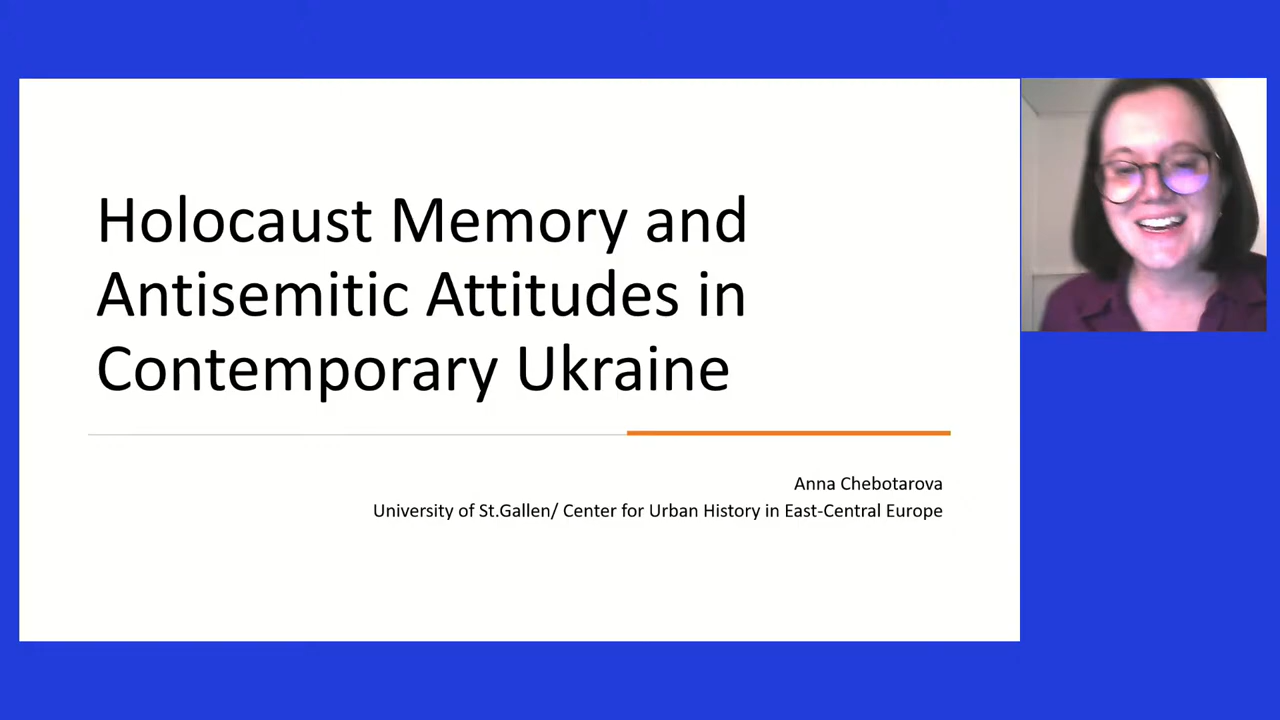 Holocaust Memory and
Antisemitic Attitudes in
Contemporary Ukraine
Anna Chebotarova
University of St.Gallen/ Center for Urban History in East-Central Europe